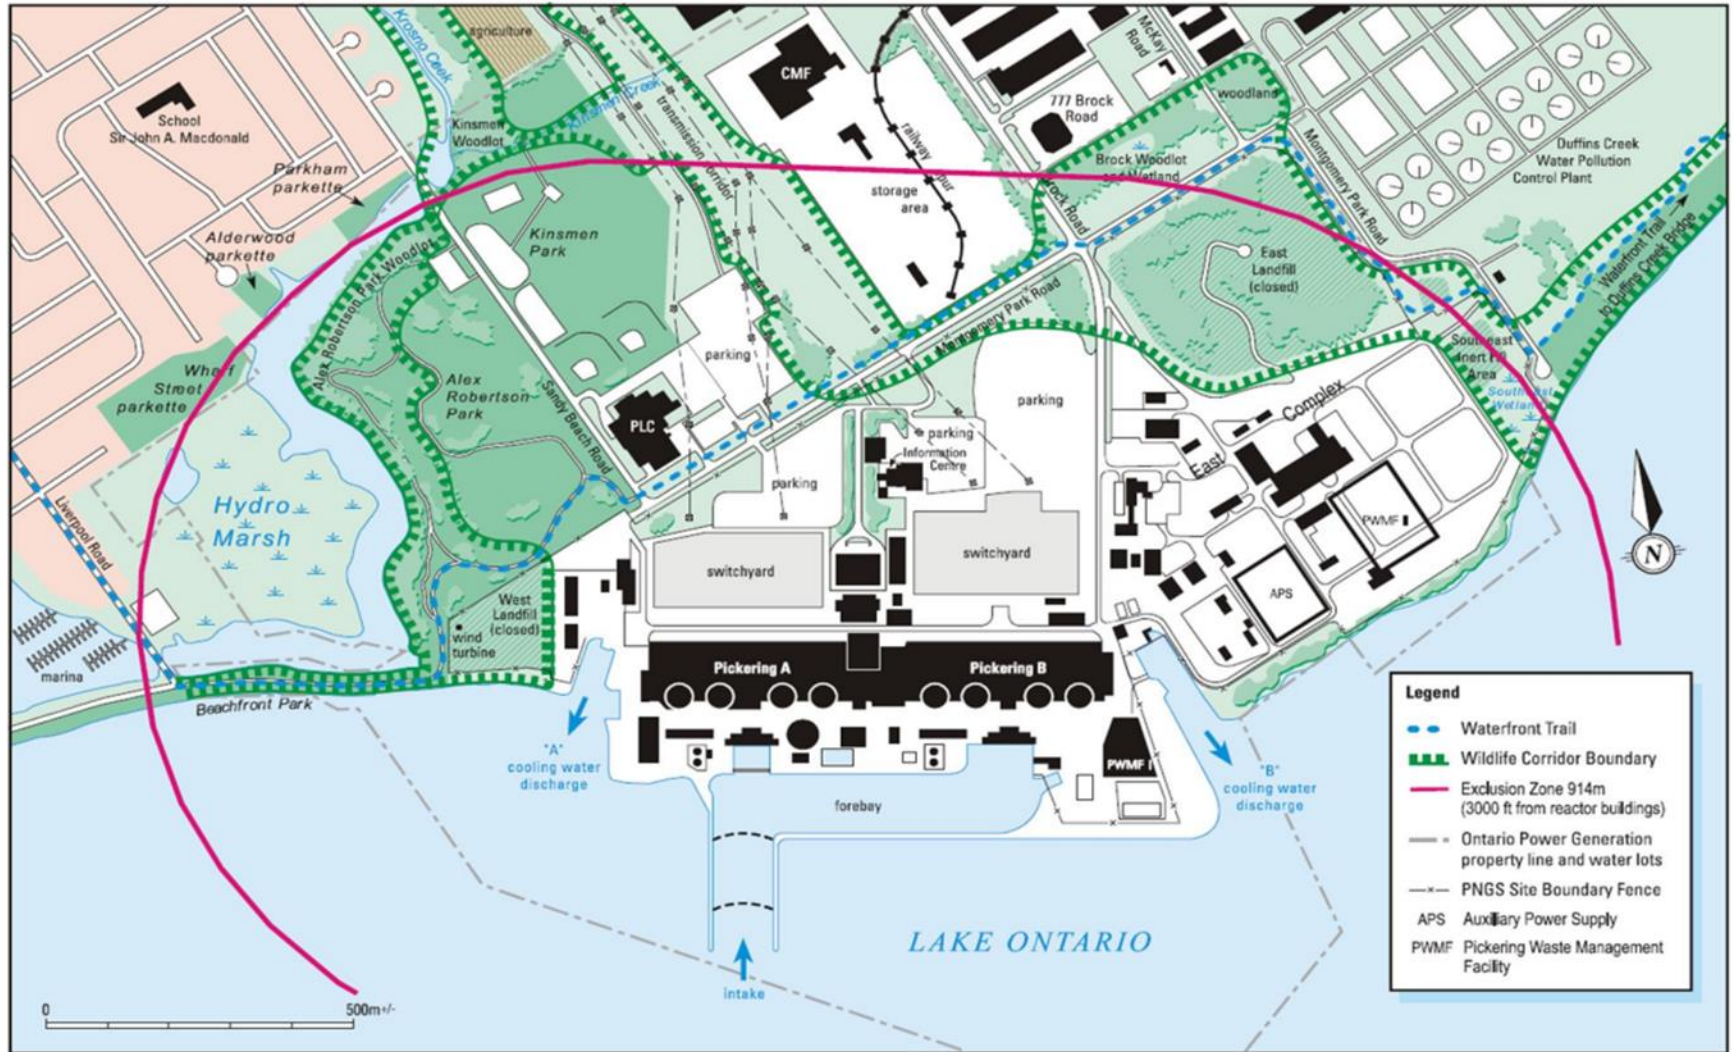 Krosno Ceek
agriculture
CMF
McKay
Road
School
Sir John A. Macdonald
Kinsmen
Woodlot
Kinsmen Creek
transmission corridor
railway spur
777 Brock
Road
woodland
Duffins Creek
Water Pollution
Control Plant
Parkham
parkette
storage
area
Brock Woodlot
and Wetland
Brock Road
Montgomery Park Road
Waterfront Trail
to Duffins Creek Bridge
Alderwood
parkette
Kinsmen
Park
East
Landfill
(closed)
Alex Robertson Park Woodlot
Montgomery Park Road
Southeast
Inert Fill
Area
Southeast
Wetland
Wharf
Street
parkette
Alex
Robertson
Park
Sandy Beach Road
parking
PLC
parking
parking
Information
Centre
East Complex
parking
Hydro
Marsh
Liverpool Road
PWMF II
switchyard
switchyard
APS
West
Landfill
(closed)
wind
turbine
marina
Beachfront Park
Pickering A
Pickering B
"A"
cooling water
discharge
PWMF I
"B"
cooling water
discharge
forebay
LAKE ONTARIO
intake
0
500m+/-
N
Legend
Waterfront Trail
Wildlife Corridor Boundary
Exclusion Zone 914m
(3000 ft from reactor buildings)
Ontario Power Generation
property line and water lots
PNGS Site Boundary Fence
APS Auxiliary Power Supply
PWMF Pickering Waste Management
Facility